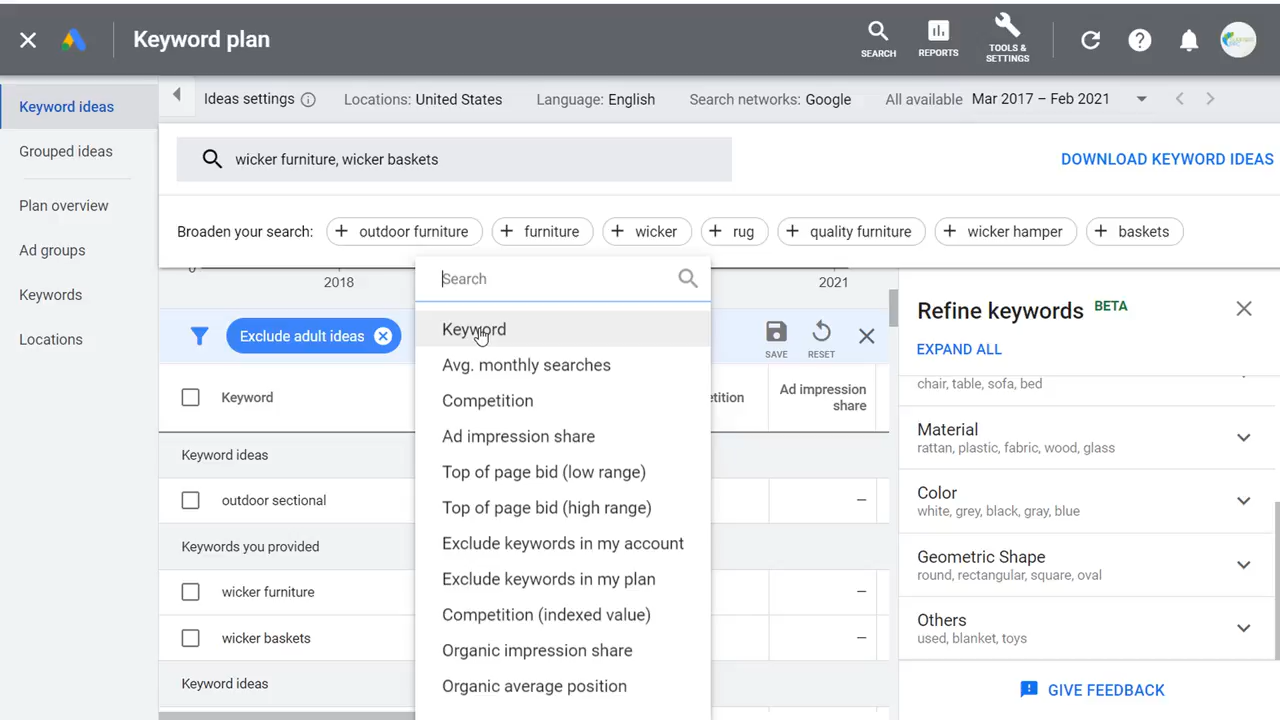 Keyword plan
SEARCH
REPORTS
TOOLS &
SETTINGS
Keyword ideas
Grouped ideas
Plan overview
Ad groups
Keywords
Locations
Ideas settings
Locations: United States
Language: English
Search networks: Google
All available Mar 2017 – Feb 2021
wicker furniture, wicker baskets
DOWNLOAD KEYWORD IDEAS
Broaden your search:
+ outdoor furniture
+ furniture
+ wicker
+ rug
+ quality furniture
+ wicker hamper
+ baskets
0
2018
2021
Exclude adult ideas
SAVE
RESET
Search
Keyword
Avg. monthly searches
Competition
Ad impression share
Top of page bid (low range)
Top of page bid (high range)
Exclude keywords in my account
Exclude keywords in my plan
Competition (indexed value)
Organic impression share
Organic average position
Keyword
tition
Ad impression
share
Keyword ideas
outdoor sectional
–
Keywords you provided
wicker furniture
–
wicker baskets
–
Keyword ideas
Refine keywords BETA
EXPAND ALL
chair, table, sofa, bed
Material
rattan, plastic, fabric, wood, glass
Color
white, grey, black, gray, blue
Geometric Shape
round, rectangular, square, oval
Others
used, blanket, toys
GIVE FEEDBACK